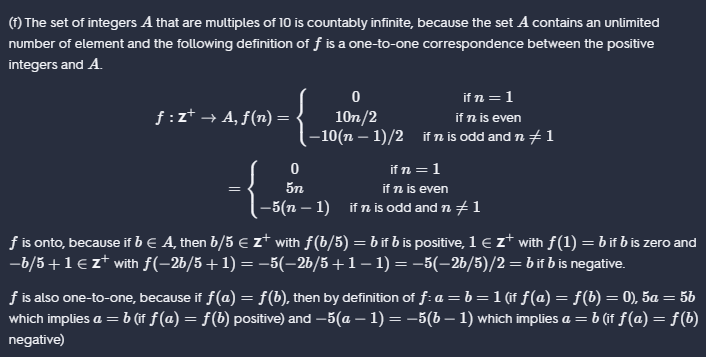 (f) The set of integers A that are multiples of 10 is countably infinite, because the set A contains an unlimited
number of element and the following definition of f is a one-to-one correspondence between the positive
integers and A.
0 if n = 1
f : z⁺ → A, f(n) = { 10n/2 if n is even
−10(n − 1)/2 if n is odd and n ≠ 1
0 if n = 1
= { 5n if n is even
−5(n − 1) if n is odd and n ≠ 1
f is onto, because if b ∈ A, then b/5 ∈ z⁺ with f(b/5) = b if b is positive, 1 ∈ z⁺ with f(1) = b if b is zero and
−b/5 + 1 ∈ z⁺ with f(−2b/5 + 1) = −5(−2b/5 + 1 − 1) = −5(−2b/5)/2 = b if b is negative.
f is also one-to-one, because if f(a) = f(b), then by definition of f: a = b = 1 (if f(a) = f(b) = 0), 5a = 5b
which implies a = b (if f(a) = f(b) positive) and −5(a − 1) = −5(b − 1) which implies a = b (if f(a) = f(b)
negative)